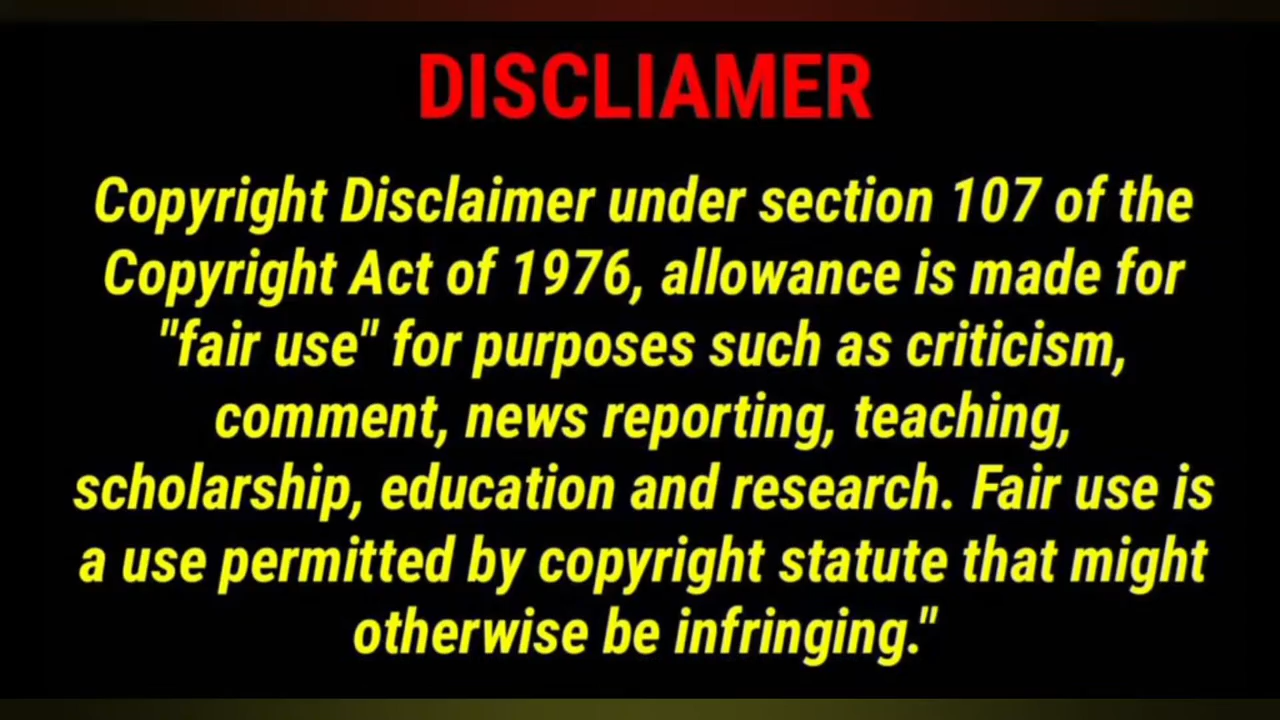 DISCLIAMER
Copyright Disclaimer under section 107 of the
Copyright Act of 1976, allowance is made for
"fair use" for purposes such as criticism,
comment, news reporting, teaching,
scholarship, education and research. Fair use is
a use permitted by copyright statute that might
otherwise be infringing."